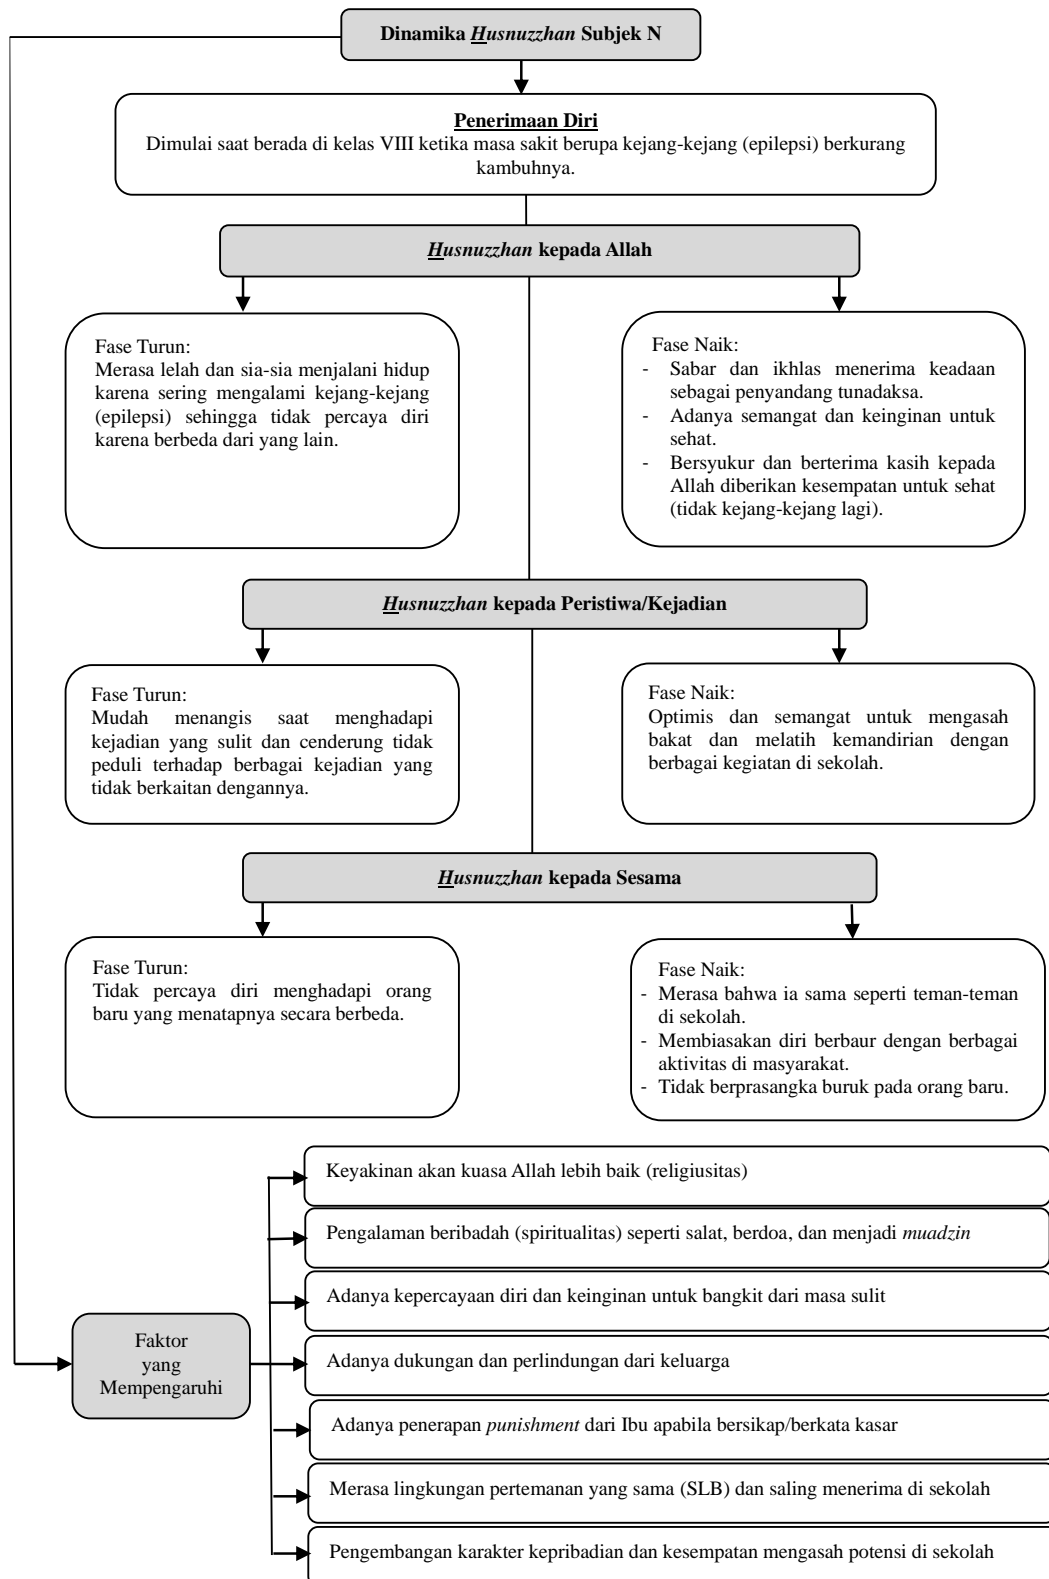 Dinamika Husnuzzhan Subjek N
Penerimaan Diri
Dimulai saat berada di kelas VIII ketika masa sakit berupa kejang-kejang (epilepsi) berkurang
kambuhnya.
Husnuzzhan kepada Allah
Fase Turun:
Merasa lelah dan sia-sia menjalani hidup
karena sering mengalami kejang-kejang
(epilepsi) sehingga tidak percaya diri
karena berbeda dari yang lain.
Fase Naik:
- Sabar dan ikhlas menerima keadaan
sebagai penyandang tunadaksa.
- Adanya semangat dan keinginan untuk
sehat.
- Bersyukur dan berterima kasih kepada
Allah diberikan kesempatan untuk sehat
(tidak kejang-kejang lagi).
Husnuzzhan kepada Peristiwa/Kejadian
Fase Turun:
Mudah menangis saat menghadapi
kejadian yang sulit dan cenderung tidak
peduli terhadap berbagai kejadian yang
tidak berkaitan dengannya.
Fase Naik:
Optimis dan semangat untuk mengasah
bakat dan melatih kemandirian dengan
berbagai kegiatan di sekolah.
Husnuzzhan kepada Sesama
Fase Turun:
Tidak percaya diri menghadapi orang
baru yang menatapnya secara berbeda.
Fase Naik:
- Merasa bahwa ia sama seperti teman-teman
di sekolah.
- Membiasakan diri berbaur dengan berbagai
aktivitas di masyarakat.
- Tidak berprasangka buruk pada orang baru.
Faktor
yang
Mempengaruhi
Keyakinan akan kuasa Allah lebih baik (religiusitas)
Pengalaman beribadah (spiritualitas) seperti salat, berdoa, dan menjadi muadzin
Adanya kepercayaan diri dan keinginan untuk bangkit dari masa sulit
Adanya dukungan dan perlindungan dari keluarga
Adanya penerapan punishment dari Ibu apabila bersikap/berkata kasar
Merasa lingkungan pertemanan yang sama (SLB) dan saling menerima di sekolah
Pengembangan karakter kepribadian dan kesempatan mengasah potensi di sekolah